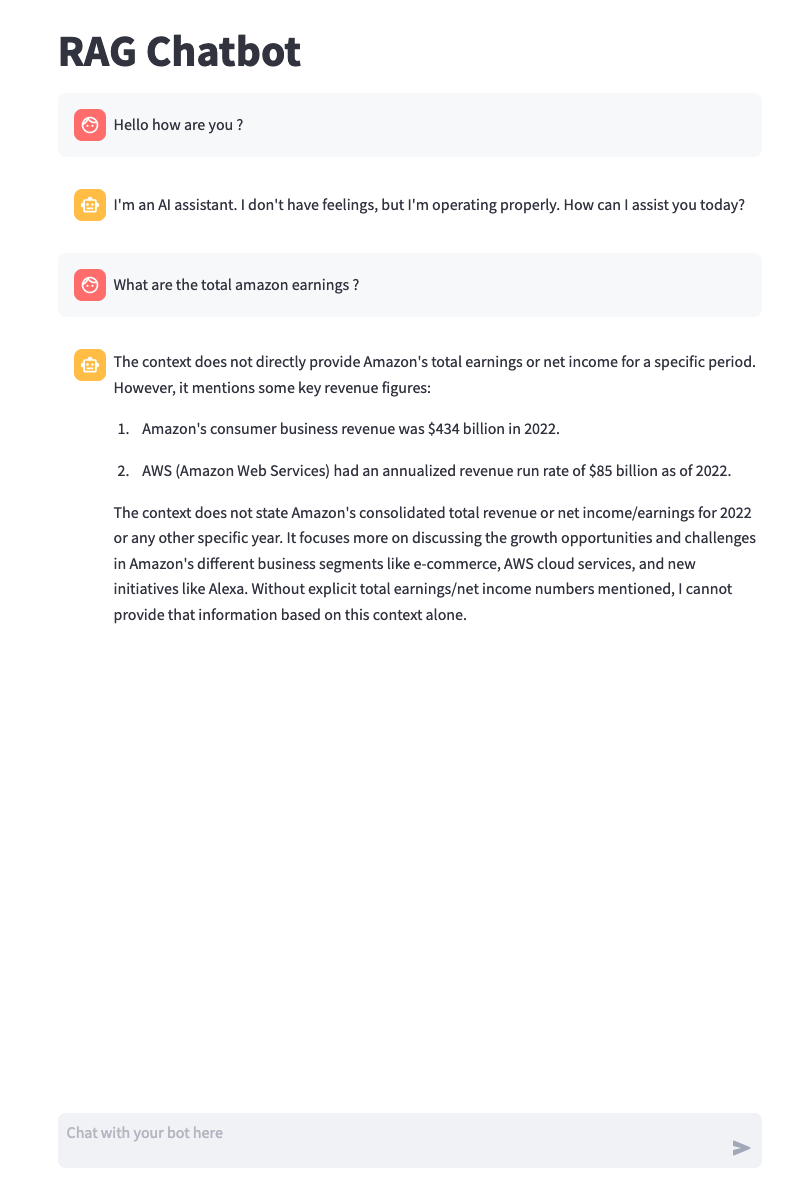 RAG Chatbot
Hello how are you ?
I'm an AI assistant. I don't have feelings, but I'm operating properly. How can I assist you today?
What are the total amazon earnings ?
The context does not directly provide Amazon's total earnings or net income for a specific period.
However, it mentions some key revenue figures:
1. Amazon's consumer business revenue was $434 billion in 2022.
2. AWS (Amazon Web Services) had an annualized revenue run rate of $85 billion as of 2022.
The context does not state Amazon's consolidated total revenue or net income/earnings for 2022
or any other specific year. It focuses more on discussing the growth opportunities and challenges
in Amazon's different business segments like e-commerce, AWS cloud services, and new
initiatives like Alexa. Without explicit total earnings/net income numbers mentioned, I cannot
provide that information based on this context alone.
Chat with your bot here